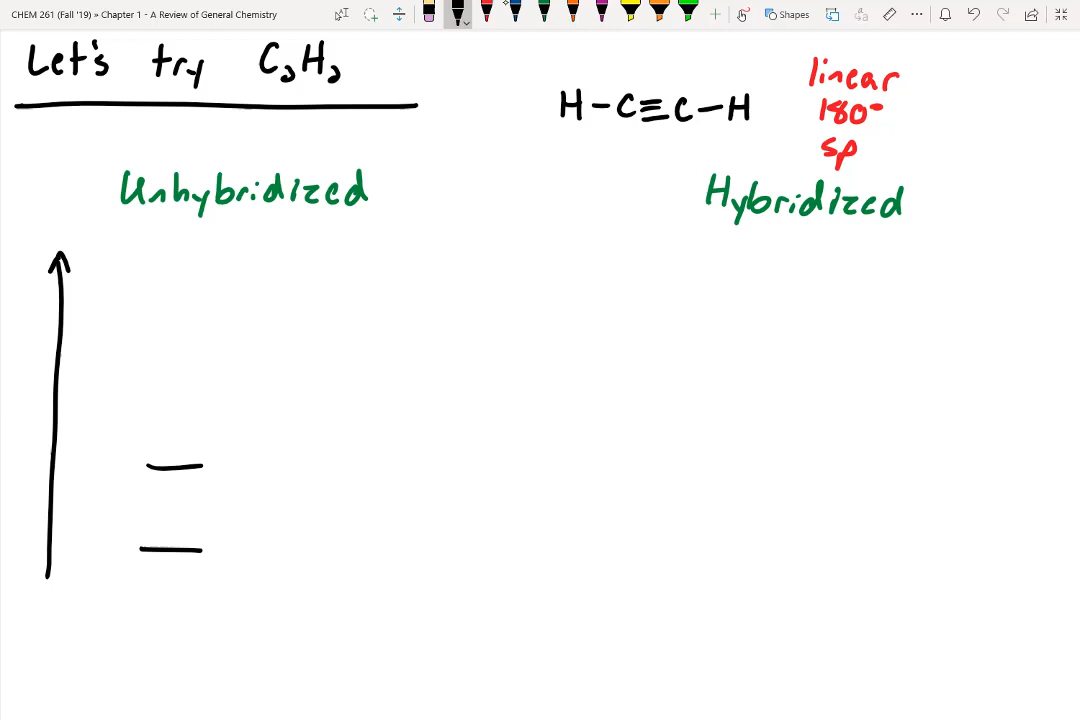 CHEM 261 (Fall '19) » Chapter 1 - A Review of General Chemistry
Shapes
Let's try C₂H₂
H-C≡C-H
linear
180°
sp
Unhybridized
Hybridized